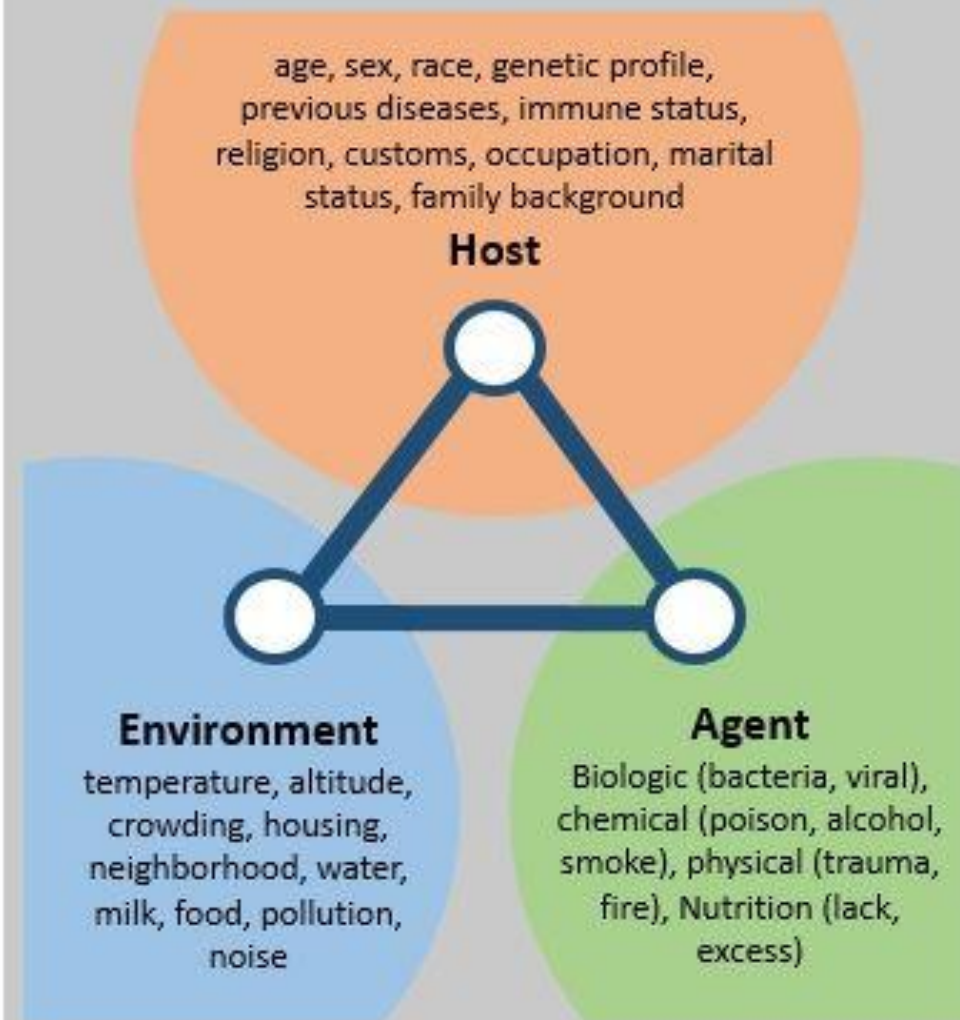 age, sex, race, genetic profile,
previous diseases, immune status,
religion, customs, occupation, marital
status, family background
Host
Environment
temperature, altitude,
crowding, housing,
neighborhood, water,
milk, food, pollution,
noise
Agent
Biologic (bacteria, viral),
chemical (poison, alcohol,
smoke), physical (trauma,
fire), Nutrition (lack,
excess)